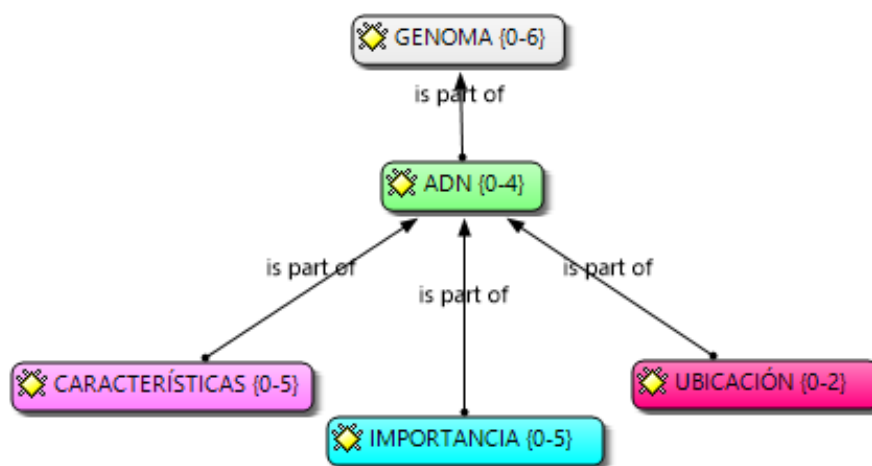 GENOMA {0-6}
is part of
ADN {0-4}
is part of
is part of
is part of
CARACTERÍSTICAS {0-5}
IMPORTANCIA {0-5}
UBICACIÓN {0-2}